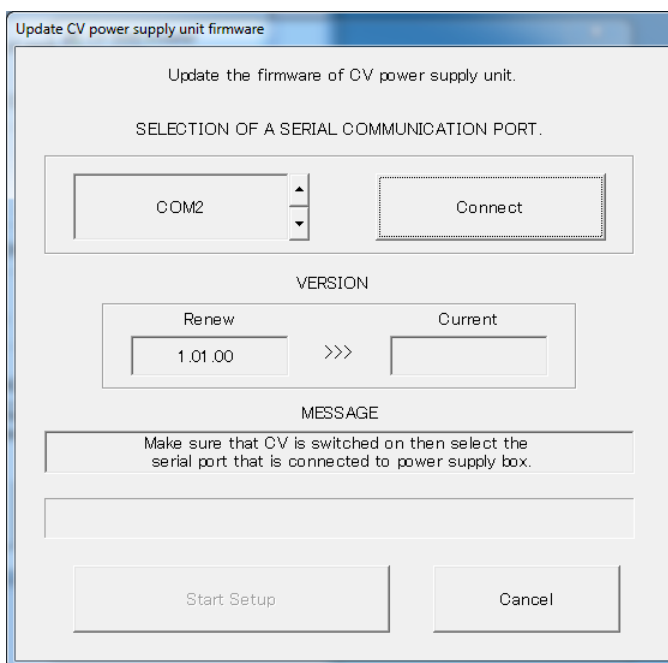 Update CV power supply unit firmware
Update the firmware of CV power supply unit.
SELECTION OF A SERIAL COMMUNICATION PORT.
COM2
Connect
VERSION
Renew
Current
1.01.00
>>>
MESSAGE
Make sure that CV is switched on then select the
serial port that is connected to power supply box.
Start Setup
Cancel